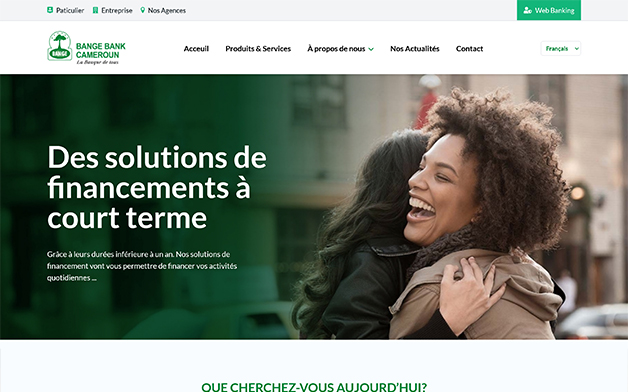 Paticulier Entreprise Nos Agences Web Banking
BANGE BANK
CAMEROUN
La Banque de tous
BANGE
Acceuil Produits & Services À propos de nous Nos Actualités Contact Français
Des solutions de
financements à
court terme
Grâce à leurs durées inférieure à un an. Nos solutions de
financement vont vous permettre de financer vos activités
quotidiennes ...
QUE CHERCHEZ-VOUS AUJOURD'HUI?